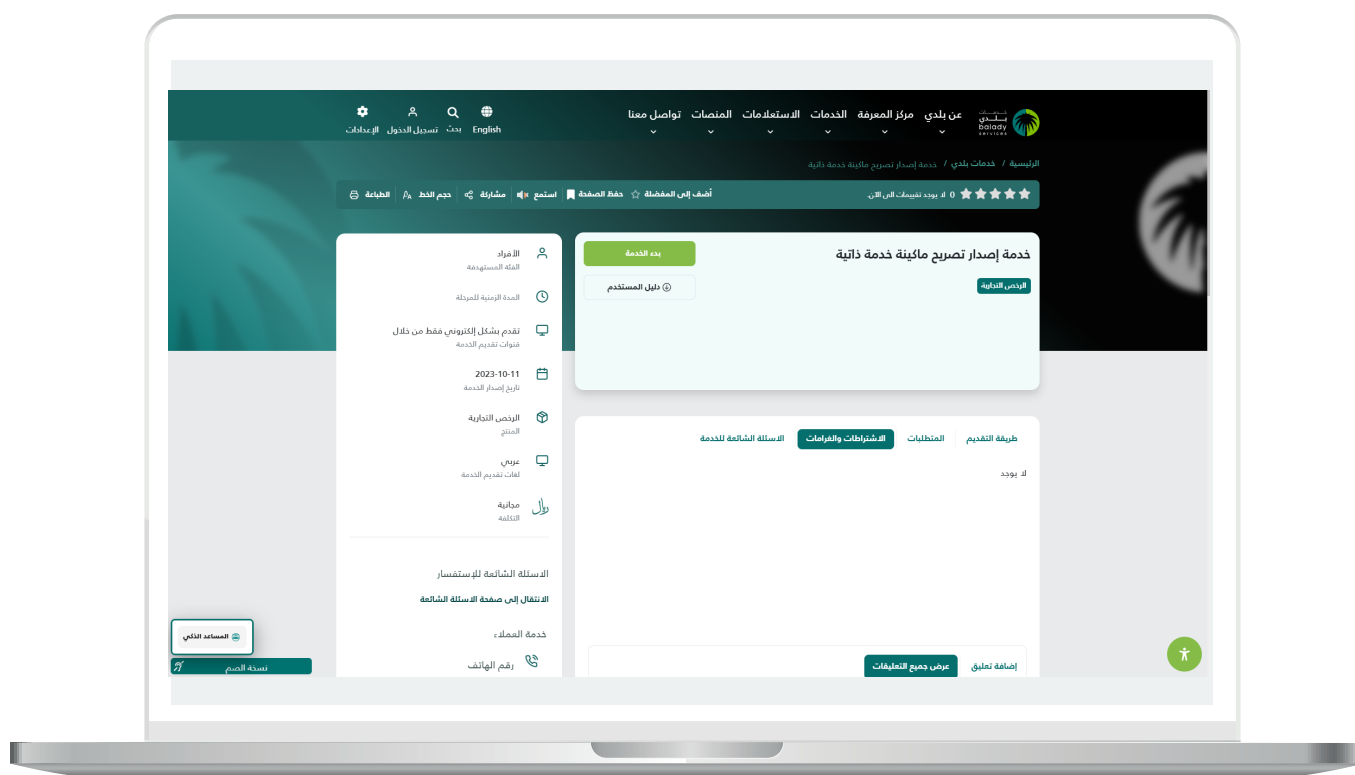 خدمات
بلدي
balady
services
عن بلدي
مركز المعرفة
الخدمات
الاستعلامات
المنصات
تواصل معنا
English
بحث
تسجيل الدخول
الإعدادات
الرئيسية / خدمات بلدي / خدمة إصدار تصريح ماكينة خدمة ذاتية
0 لا يوجد تقييمات الى الآن.
أضف إلى المفضلة
حفظ الصفحة
استمع
مشاركة
حجم الخط
الطباعة
خدمة إصدار تصريح ماكينة خدمة ذاتية
بدء الخدمة
الرخص التجارية
دليل المستخدم
طريقة التقديم
المتطلبات
الاشتراطات والغرامات
الاسئلة الشائعة للخدمة
لا يوجد
إضافة تعليق
عرض جميع التعليقات
الأفراد
الفئة المستهدفة
المدة الزمنية للمرحلة
تقدم بشكل إلكتروني فقط من خلال
قنوات تقديم الخدمة
2023-10-11
تاريخ إصدار الخدمة
الرخص التجارية
المنتج
عربي
لغات تقديم الخدمة
مجانية
التكلفة
الاسئلة الشائعة للإستفسار
الانتقال إلى صفحة الاسئلة الشائعة
خدمة العملاء
رقم الهاتف
المساعد الذكي
نسخة الصم